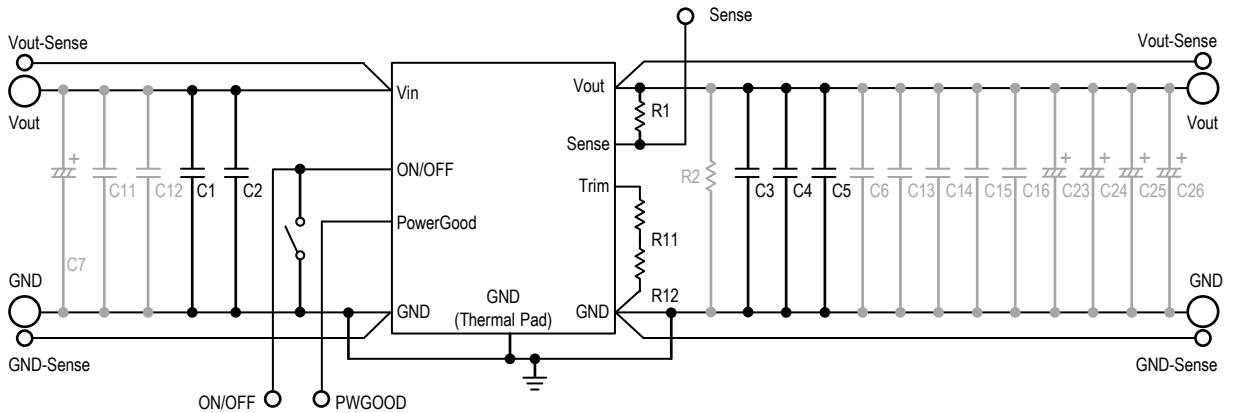 Sense
Vout-Sense
Vout-Sense
Vin
Vout
Vout
Vout
R1
Sense
ON/OFF
Trim
C11
C12
C1
C2
R2
C3
C4
C5
C6
C13
C14
C15
C16
C23
C24
C25
C26
+
+
+
+
+
PowerGood
R11
C7
GND
GND
R12
GND
GND
(Thermal Pad)
GND
GND-Sense
GND-Sense
ON/OFF
PWGOOD